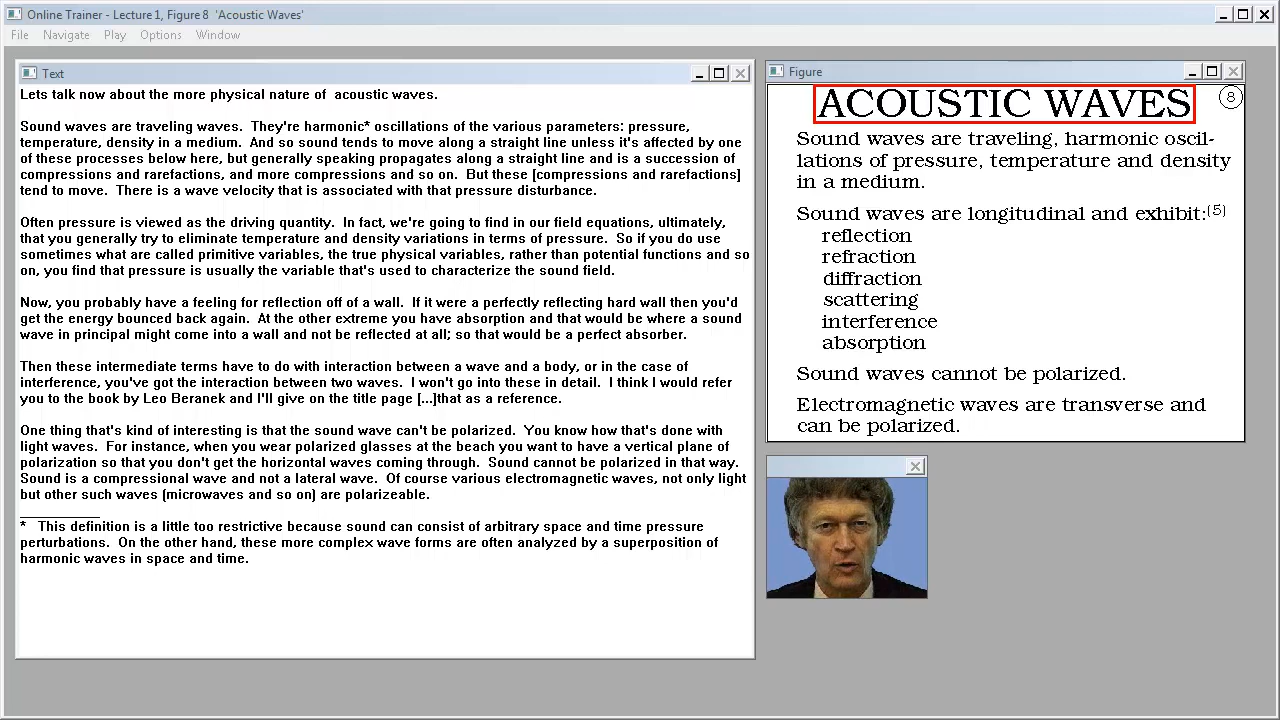 Online Trainer - Lecture 1, Figure 8  'Acoustic Waves'
File Navigate Play Options Window
Text
Lets talk now about the more physical nature of  acoustic waves.
Sound waves are traveling waves.  They're harmonic* oscillations of the various parameters: pressure,
temperature, density in a medium.  And so sound tends to move along a straight line unless it's affected by one
of these processes below here, but generally speaking propagates along a straight line and is a succession of
compressions and rarefactions, and more compressions and so on.  But these [compressions and rarefactions]
tend to move.  There is a wave velocity that is associated with that pressure disturbance.
Often pressure is viewed as the driving quantity.  In fact, we're going to find in our field equations, ultimately,
that you generally try to eliminate temperature and density variations in terms of pressure.  So if you do use
sometimes what are called primitive variables, the true physical variables, rather than potential functions and so
on, you find that pressure is usually the variable that's used to characterize the sound field.
Now, you probably have a feeling for reflection off of a wall.  If it were a perfectly reflecting hard wall then you'd
get the energy bounced back again.  At the other extreme you have absorption and that would be where a sound
wave in principal might come into a wall and not be reflected at all; so that would be a perfect absorber.
Then these intermediate terms have to do with interaction between a wave and a body, or in the case of
interference, you've got the interaction between two waves.  I won't go into these in detail.  I think I would refer
you to the book by Leo Beranek and I'll give on the title page [...]that as a reference.
One thing that's kind of interesting is that the sound wave can't be polarized.  You know how that's done with
light waves.  For instance, when you wear polarized glasses at the beach you want to have a vertical plane of
polarization so that you don't get the horizontal waves coming through.  Sound cannot be polarized in that way.
Sound is a compressional wave and not a lateral wave.  Of course various electromagnetic waves, not only light
but other such waves (microwaves and so on) are polarizeable.
*   This definition is a little too restrictive because sound can consist of arbitrary space and time pressure
perturbations.  On the other hand, these more complex wave forms are often analyzed by a superposition of
harmonic waves in space and time.
Figure
ACOUSTIC WAVES
8
Sound waves are traveling, harmonic oscil-
lations of pressure, temperature and density
in a medium.
Sound waves are longitudinal and exhibit:(5)
reflection
refraction
diffraction
scattering
interference
absorption
Sound waves cannot be polarized.
Electromagnetic waves are transverse and
can be polarized.